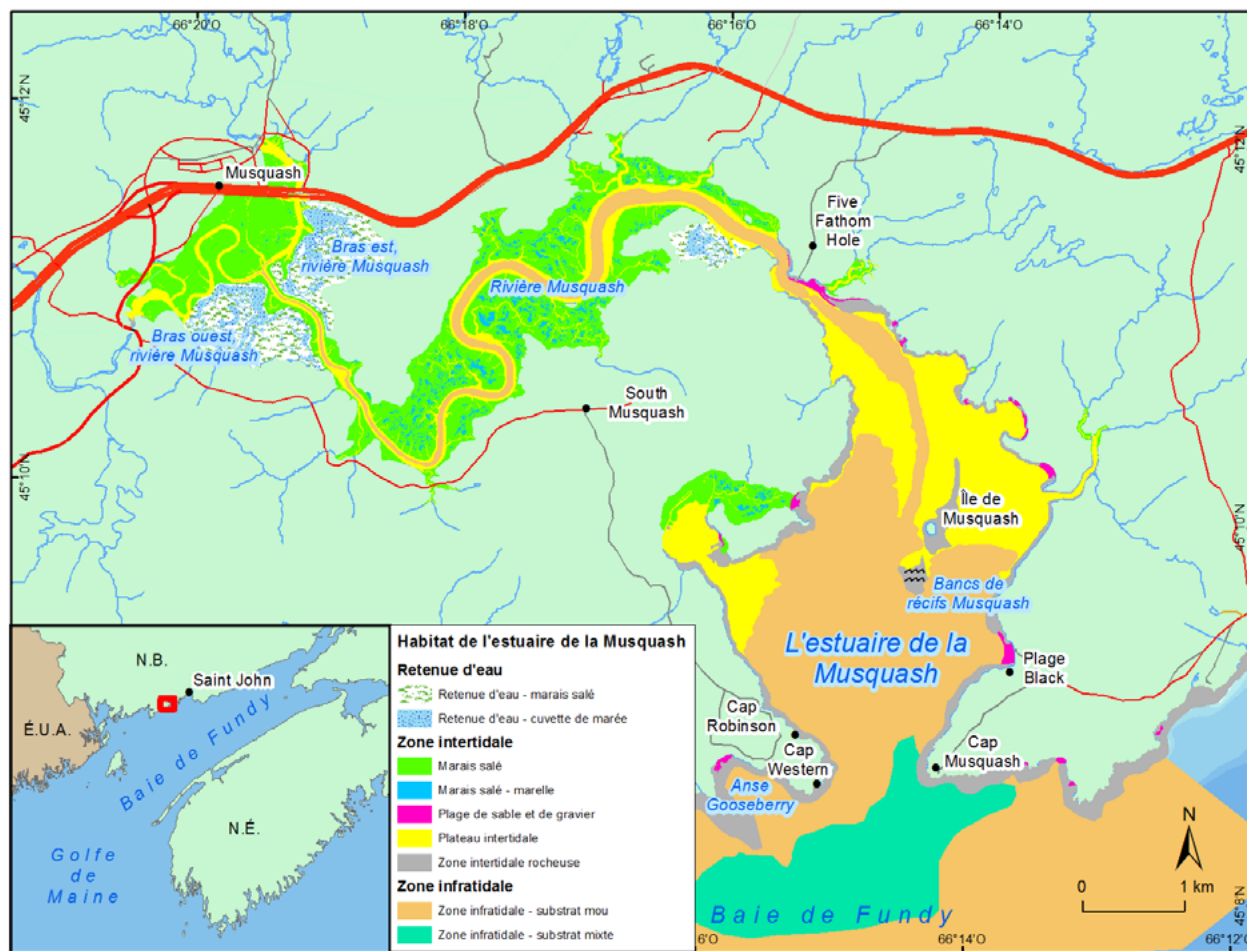 66°20'O
66°18'O
66°16'O
66°14'O
45°12'N
45°12'N
Musquash
Five
Fathom
Hole
Bras est,
rivière Musquash
Rivière Musquash
Bras ouest,
rivière Musquash
South
Musquash
45°10'N
45°10'N
Île de
Musquash
Bancs de
récifs Musquash
L'estuaire de la
Musquash
Plage
Black
Cap
Robinson
Cap
Western
Cap
Musquash
Anse
Gooseberry
N
0 1 km
45°8'N
Baie de Fundy
6'O
66°14'O
66°12'O
N.B.
Saint John
É.U.A.
Baie de Fundy
N.É.
Golfe
de
Maine
Habitat de l'estuaire de la Musquash
Retenue d'eau
Retenue d'eau - marais salé
Retenue d'eau - cuvette de marée
Zone intertidale
Marais salé
Marais salé - marelle
Plage de sable et de gravier
Plateau intertidale
Zone intertidale rocheuse
Zone infratidale
Zone infratidale - substrat mou
Zone infratidale - substrat mixte